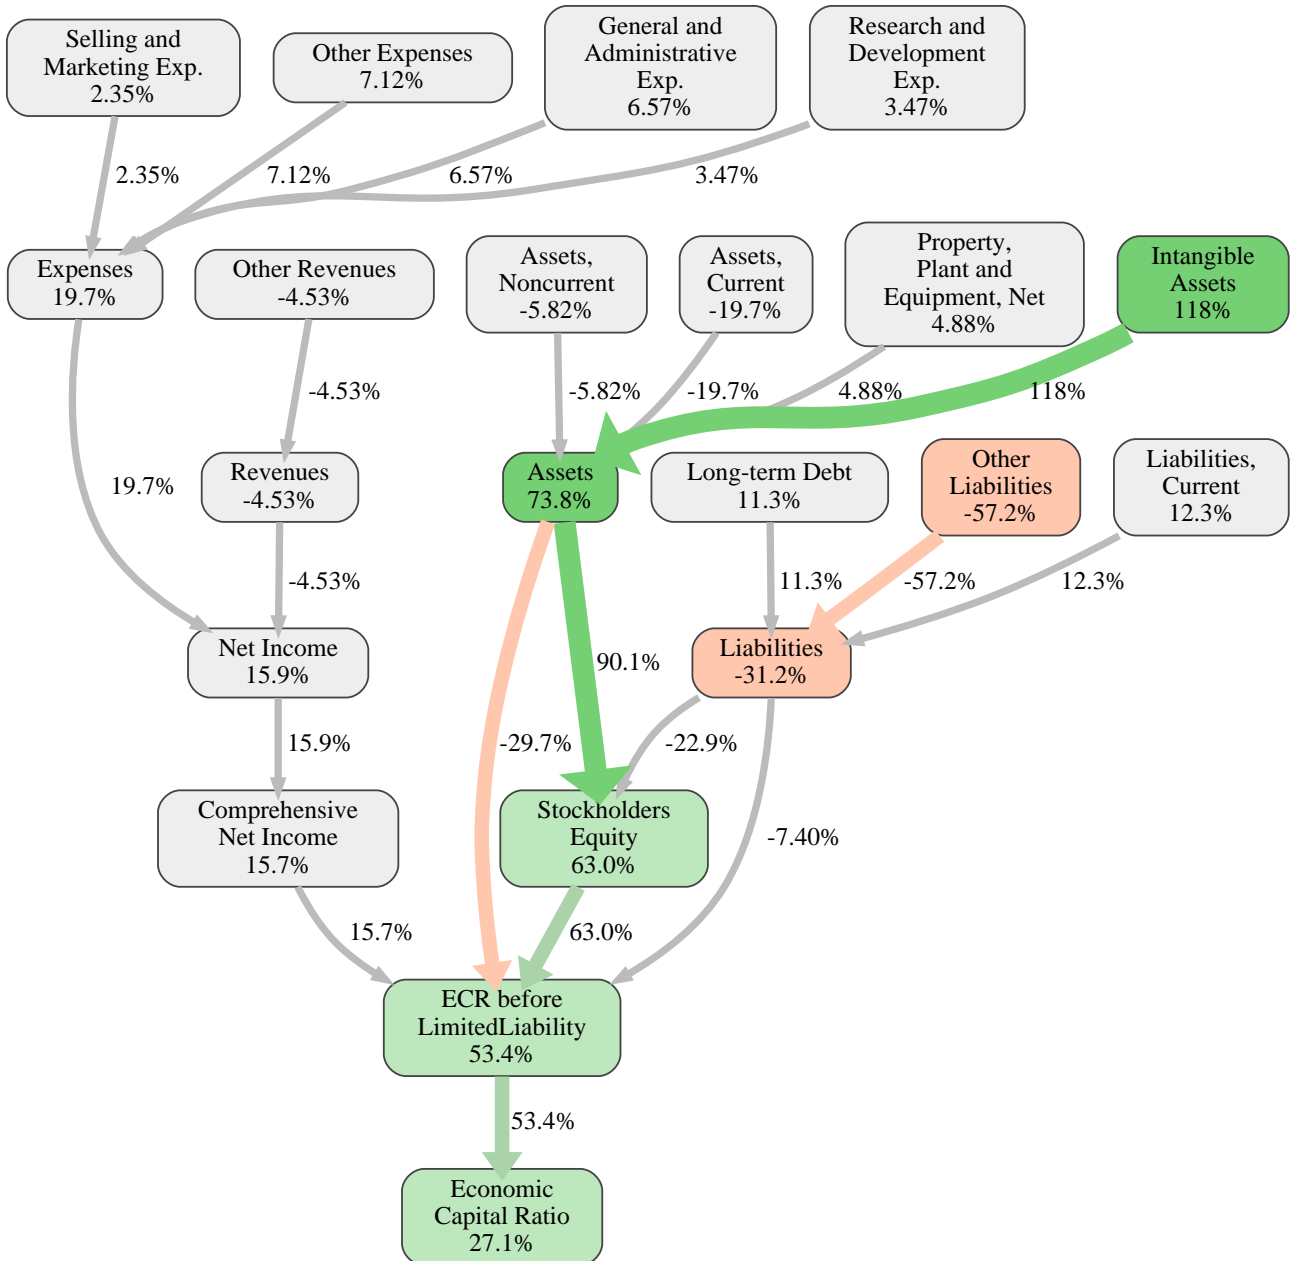 Selling and
Marketing Exp.
2.35%
Other Expenses
7.12%
General and
Administrative
Exp.
6.57%
Research and
Development
Exp.
3.47%
2.35%
7.12%
6.57%
3.47%
Expenses
19.7%
Other Revenues
-4.53%
Assets,
Noncurrent
-5.82%
Assets,
Current
-19.7%
Property,
Plant and
Equipment, Net
4.88%
Intangible
Assets
118%
-4.53%
-5.82%
-19.7%
4.88%
118%
19.7%
Revenues
-4.53%
Assets
73.8%
Long-term Debt
11.3%
Other
Liabilities
-57.2%
Liabilities,
Current
12.3%
-4.53%
11.3%
-57.2%
12.3%
Net Income
15.9%
90.1%
Liabilities
-31.2%
15.9%
-29.7%
-22.9%
Comprehensive
Net Income
15.7%
Stockholders
Equity
63.0%
-7.40%
15.7%
63.0%
ECR before
LimitedLiability
53.4%
53.4%
Economic
Capital Ratio
27.1%